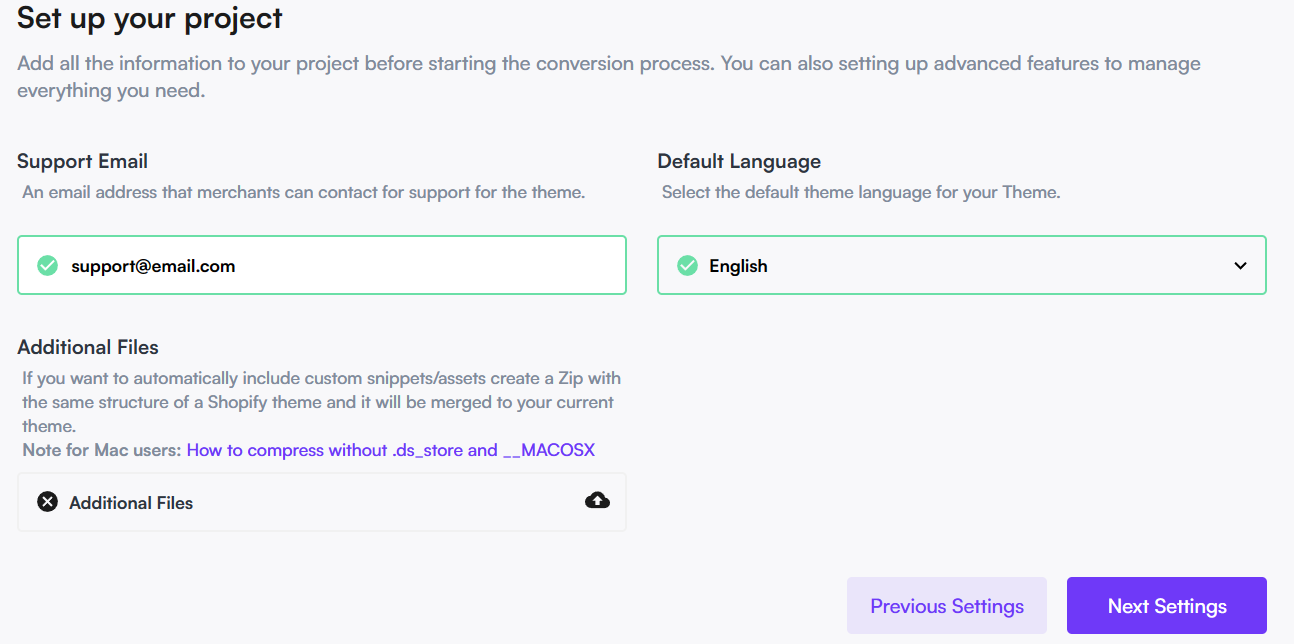 Set up your project
Add all the information to your project before starting the conversion process. You can also setting up advanced features to manage
everything you need.
Support Email
An email address that merchants can contact for support for the theme.
support@email.com
Default Language
Select the default theme language for your Theme.
English
Additional Files
If you want to automatically include custom snippets/assets create a Zip with
the same structure of a Shopify theme and it will be merged to your current
theme.
Note for Mac users: How to compress without .ds_store and __MACOSX
Additional Files
Previous Settings
Next Settings